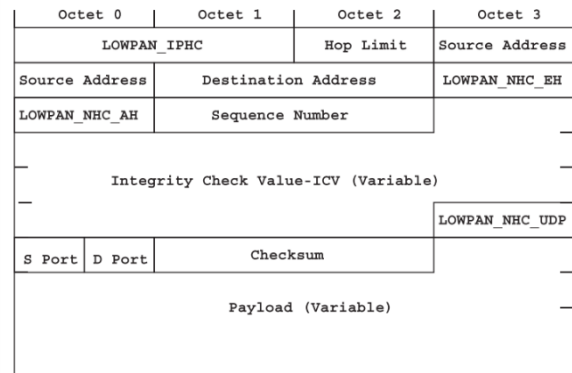 Octet 0 Octet 1 Octet 2 Octet 3
LOWPAN_IPHC Hop Limit Source Address
Source Address Destination Address LOWPAN_NHC_EH
LOWPAN_NHC_AH Sequence Number
Integrity Check Value-ICV (Variable)
LOWPAN_NHC_UDP
S Port D Port Checksum
Payload (Variable)